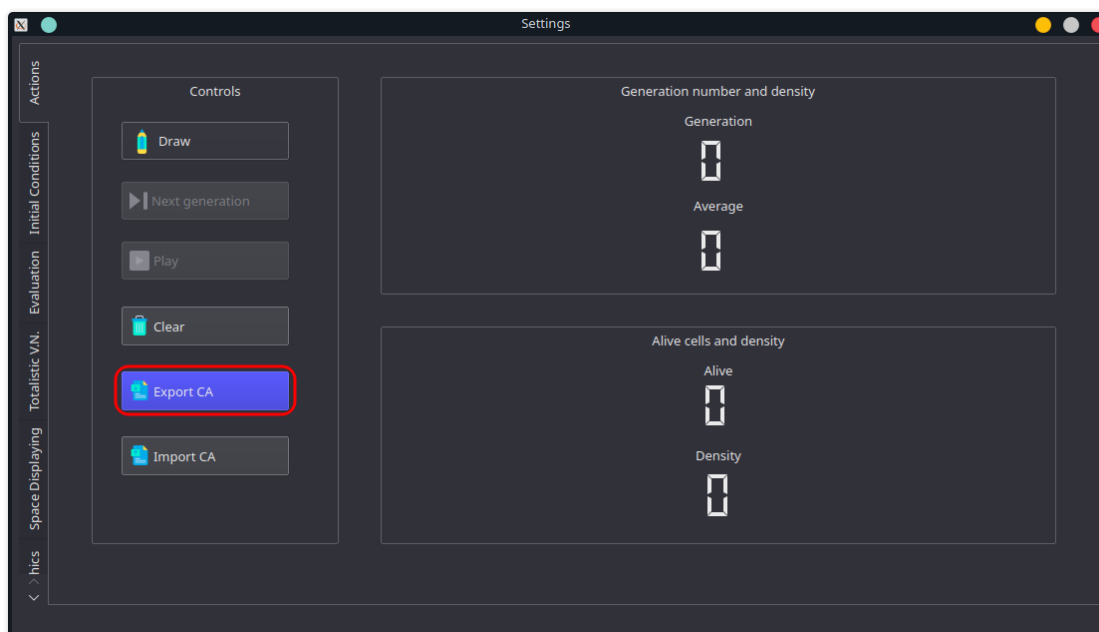 Settings
Actions
Initial Conditions
Evaluation
Totalistic V.N.
Space Displaying
hics
Controls
Draw
Next generation
Play
Clear
Export CA
Import CA
Generation number and density
Generation
0
Average
0
Alive cells and density
Alive
0
Density
0